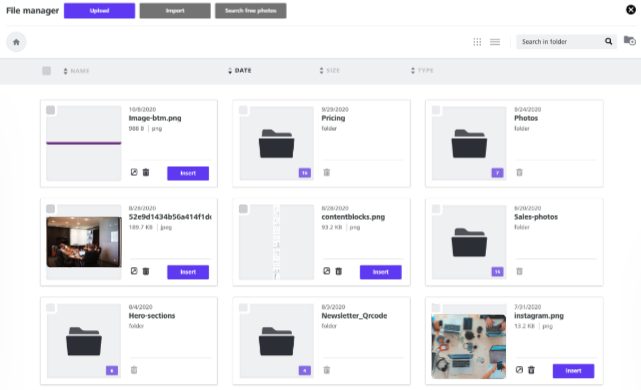 File manager
Upload
Import
Search free photos
Search in folder
NAME
DATE
SIZE
TYPE
10/8/2020
Image-btm.png
988 B | png
Insert
9/29/2020
Pricing
folder
15
9/24/2020
Photos
folder
7
8/28/2020
52e9d1434b56a414f1dc
189.7 KB | jpeg
Insert
8/28/2020
contentblocks.png
93.2 KB | png
Insert
8/20/2020
Sales-photos
folder
15
8/4/2020
Hero-sections
folder
6
8/3/2020
Newsletter_Qrcode
folder
4
7/31/2020
instagram.png
13.2 KB | png
Insert